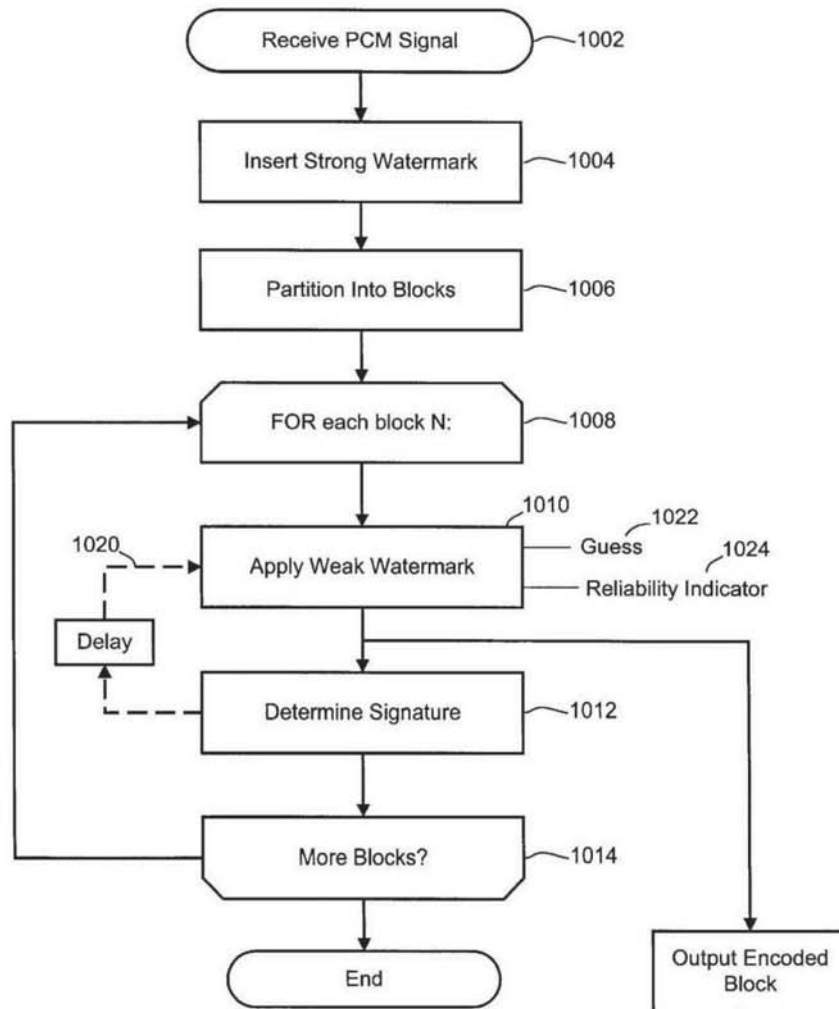 Receive PCM Signal
1002
Insert Strong Watermark
1004
Partition Into Blocks
1006
FOR each block N:
1008
1010
Apply Weak Watermark
Guess
1022
Reliability Indicator
1024
1020
Delay
Determine Signature
1012
More Blocks?
1014
End
Output Encoded
Block